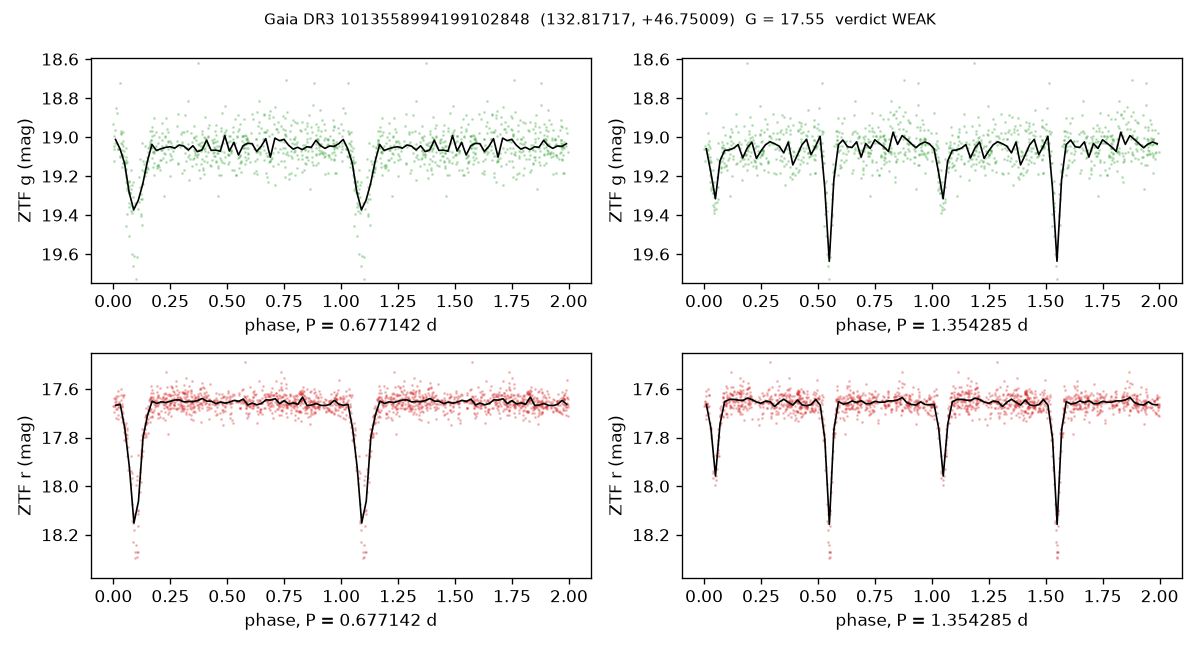 Gaia DR3 1013558994199102848  (132.81717, +46.75009)  G = 17.55  verdict WEAK
ZTF g (mag)
18.6
18.8
19.0
19.2
19.4
19.6
0.00 0.25 0.50 0.75 1.00 1.25 1.50 1.75 2.00
phase, P = 0.677142 d
ZTF g (mag)
18.6
18.8
19.0
19.2
19.4
19.6
0.00 0.25 0.50 0.75 1.00 1.25 1.50 1.75 2.00
phase, P = 1.354285 d
ZTF r (mag)
17.6
17.8
18.0
18.2
0.00 0.25 0.50 0.75 1.00 1.25 1.50 1.75 2.00
phase, P = 0.677142 d
ZTF r (mag)
17.6
17.8
18.0
18.2
0.00 0.25 0.50 0.75 1.00 1.25 1.50 1.75 2.00
phase, P = 1.354285 d